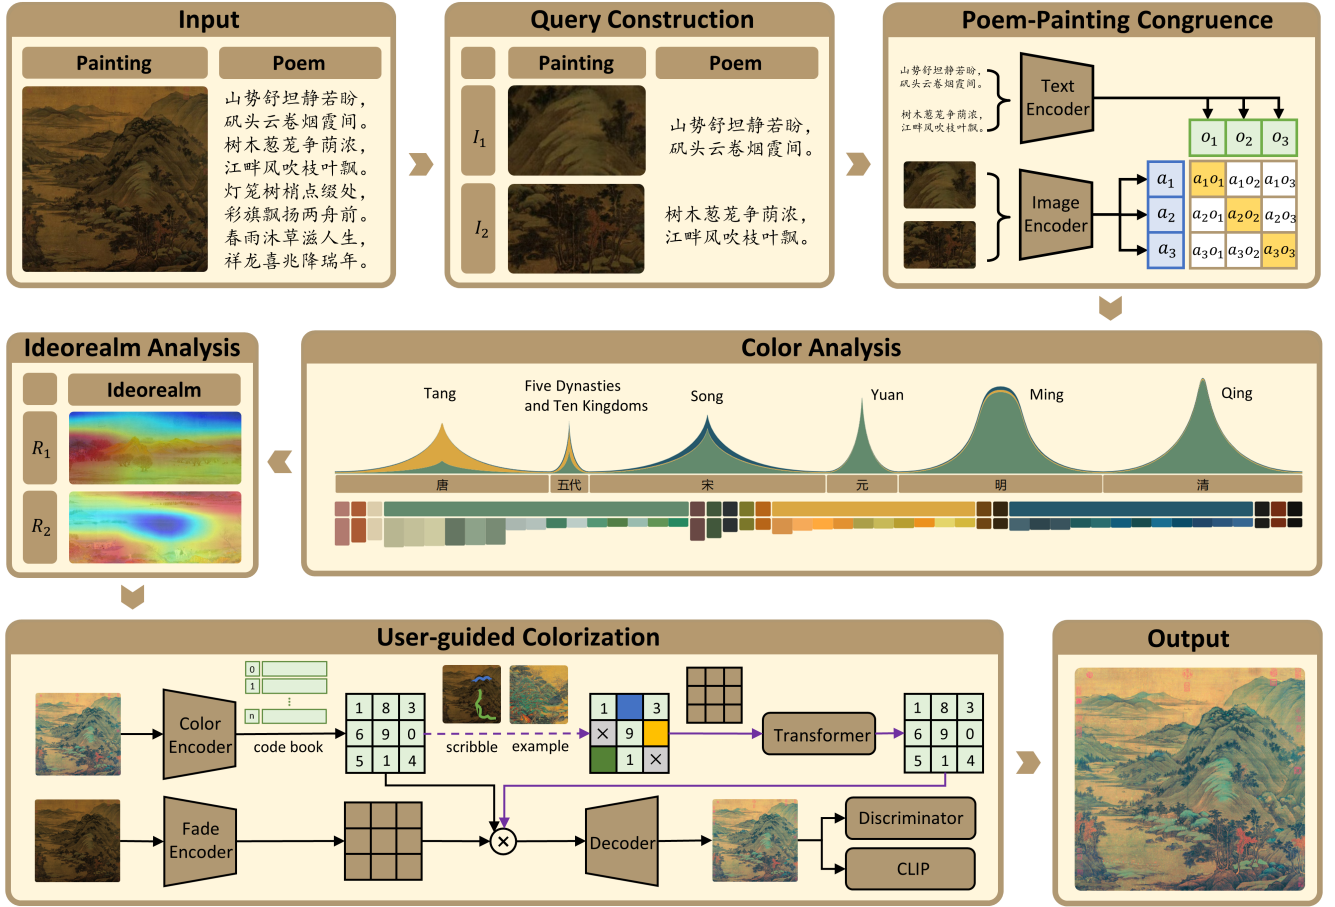 Input
Painting
Poem
山势舒坦静若盼，
矾头云卷烟霞间。
树木葱茏争荫浓，
江畔风吹枝叶飘。
灯笼树梢点缀处，
彩旗飘扬两舟前。
春雨沐草滋人生，
祥龙喜兆降瑞年。
Query Construction
Painting
Poem
I1
山势舒坦静若盼，
矾头云卷烟霞间。
I2
树木葱茏争荫浓，
江畔风吹枝叶飘。
Poem-Painting Congruence
山势舒坦静若盼，
矾头云卷烟霞间。
树木葱茏争荫浓，
江畔风吹枝叶飘。
Text
Encoder
o1 o2 o3
Image
Encoder
a1 a1o1 a1o2 a1o3
a2 a2o1 a2o2 a2o3
a3 a3o1 a3o2 a3o3
Color Analysis
Tang
Five Dynasties
and Ten Kingdoms
Song
Yuan
Ming
Qing
唐 五代 宋 元 明 清
Ideorealm Analysis
Ideorealm
R1
R2
User-guided Colorization
Color
Encoder
0
1
⋮
n
code book
1 8 3
6 9 0
5 1 4
scribble
example
1 3
× 9
1 ×
Transformer
1 8 3
6 9 0
5 1 4
Fade
Encoder
×
Decoder
Discriminator
CLIP
Output